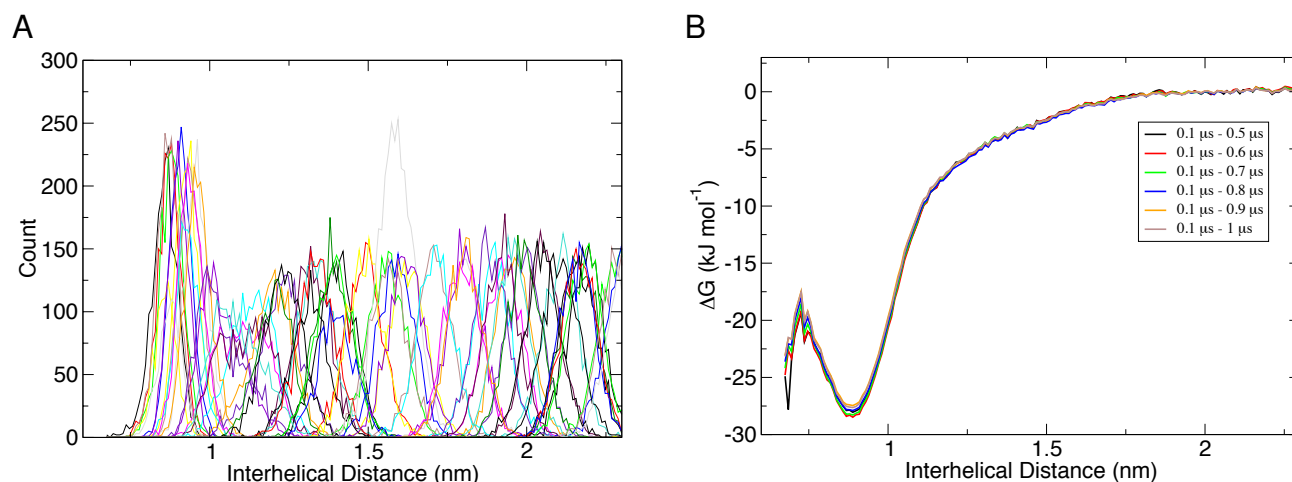 A
300
250
200
150
100
50
0
Count
1
1.5
2
Interhelical Distance (nm)
B
0
-5
-10
-15
-20
-25
-30
ΔG (kJ mol⁻¹)
0.1 µs - 0.5 µs
0.1 µs - 0.6 µs
0.1 µs - 0.7 µs
0.1 µs - 0.8 µs
0.1 µs - 0.9 µs
0.1 µs - 1 µs
1
1.5
2
Interhelical Distance (nm)